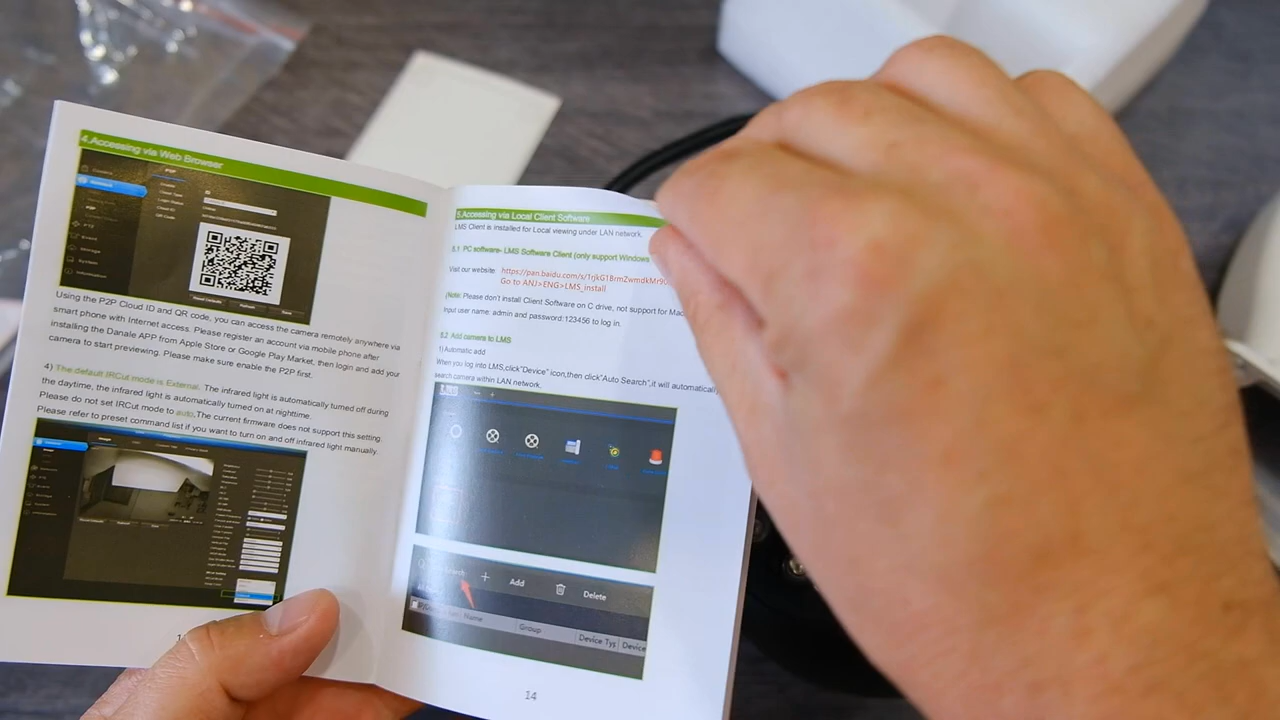 4.Accessing via Web Browser
Using the P2P Cloud ID and QR code, you can access the camera remotely anywhere via
smart phone with Internet access. Please register an account via mobile phone after
installing the Danale APP from Apple Store or Google Play Market, then login and add your
camera to start previewing. Please make sure enable the P2P first.
4) The default IRCut mode is External. The infrared light is automatically turned off during
the daytime, the infrared light is automatically turned on at nighttime.
Please do not set IRCut mode to auto.The current firmware does not support this setting.
Please refer to preset command list if you want to turn on and off infrared light manually.
5.Accessing via Local Client Software
LMS Client is installed for Local viewing under LAN network.
5.1 PC software- LMS Software Client (only support Windows
Visit our website: https://pan.baidu.com/s/
Go to ANJ>ENG>LMS_install
(Note: Please don't install Client Software on C drive, not support for Mac
Input user name: admin and password:123456 to log in.
5.2 Add camera to LMS
1) Automatic add
When you log into LMS,click"Device" icon,then click"Auto Search",it will automatically
search camera within LAN network.
Add Delete
Name Group Device Typ Device
14